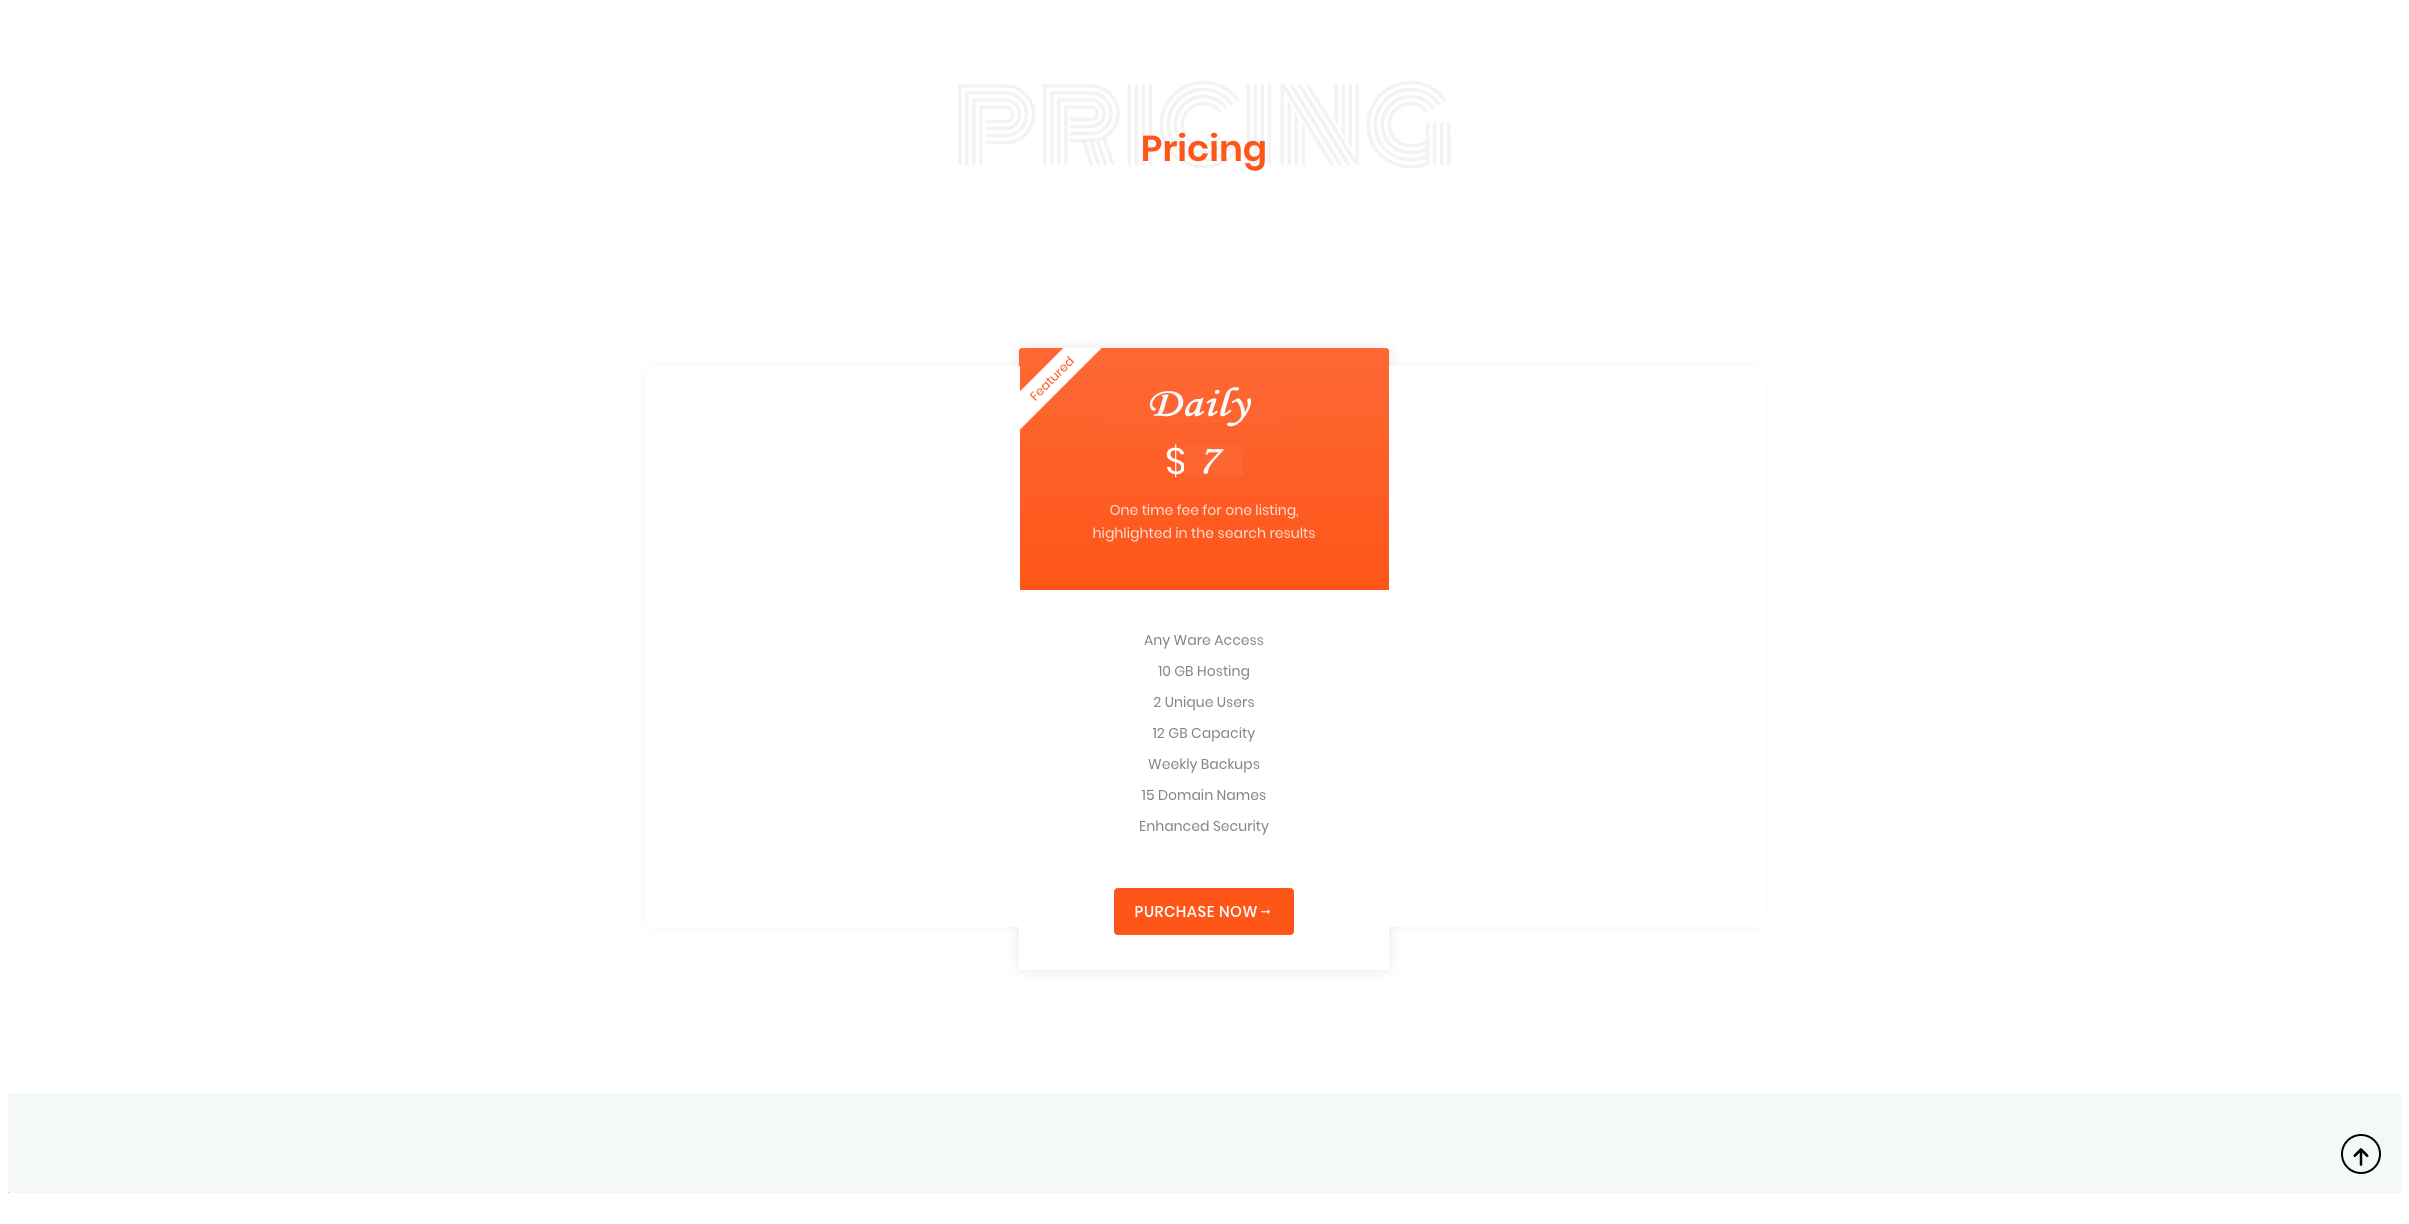 PRICING
Pricing
Featured
Daily
$ 7
One time fee for one listing,
highlighted in the search results
Any Ware Access
10 GB Hosting
2 Unique Users
12 GB Capacity
Weekly Backups
15 Domain Names
Enhanced Security
PURCHASE NOW→